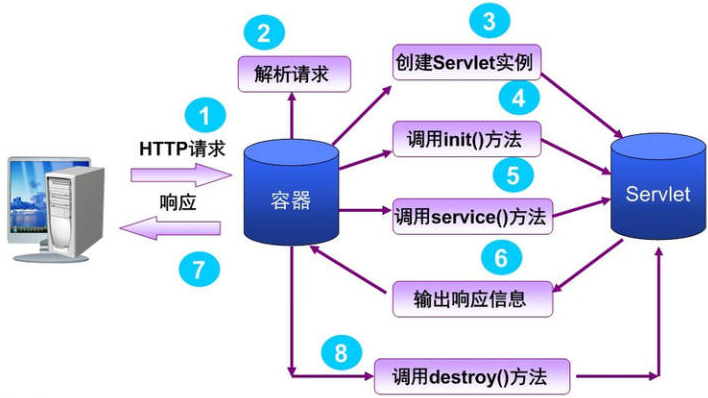 1
HTTP请求
2
解析请求
容器
3
创建Servlet实例
4
调用init()方法
5
调用service()方法
Servlet
6
输出响应信息
7
响应
8
调用destroy()方法